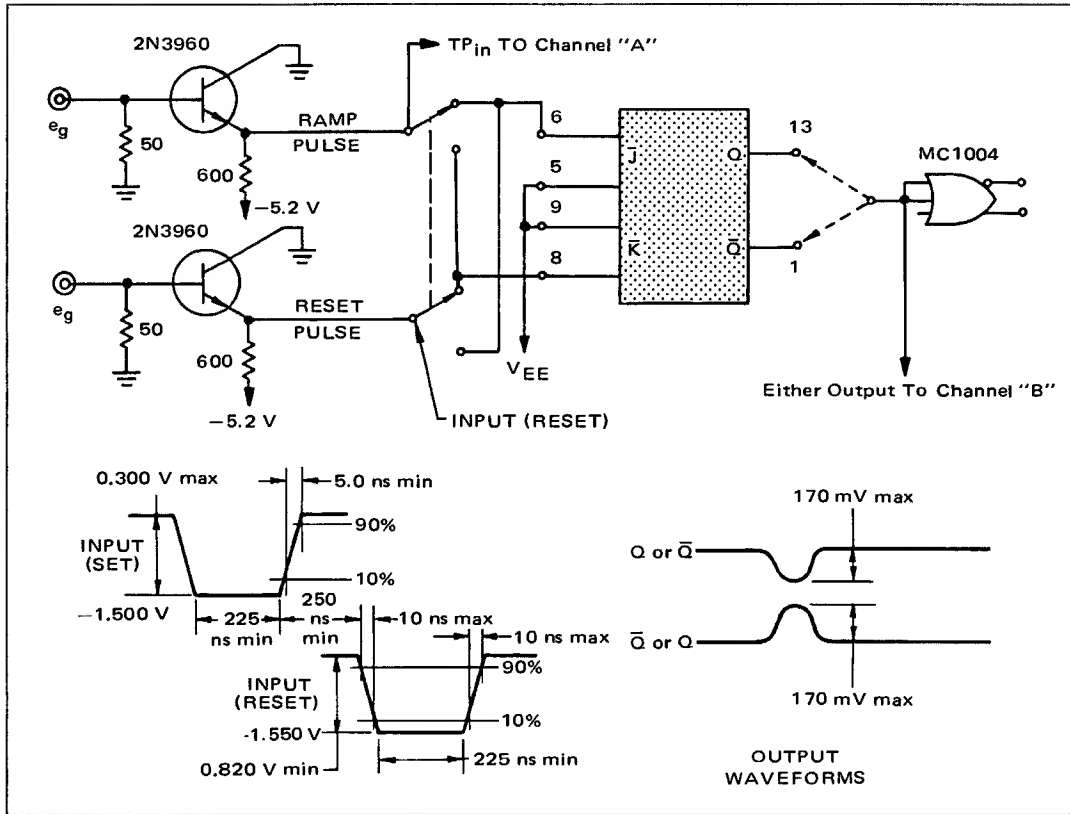 2N3960
TPin TO Channel "A"
eg
50
RAMP
PULSE
600
−5.2 V
6
5
9
8
J̅
K̅
Q
Q̅
13
1
MC1004
2N3960
eg
50
RESET
PULSE
600
−5.2 V
VEE
INPUT (RESET)
Either Output To Channel "B"
0.300 V max
5.0 ns min
90%
INPUT
(SET)
10%
−1.500 V
225
ns min
250
ns
min
10 ns max
10 ns max
90%
INPUT
(RESET)
10%
-1.550 V
0.820 V min
225 ns min
170 mV max
Q or Q̅
Q̅ or Q
170 mV max
OUTPUT
WAVEFORMS